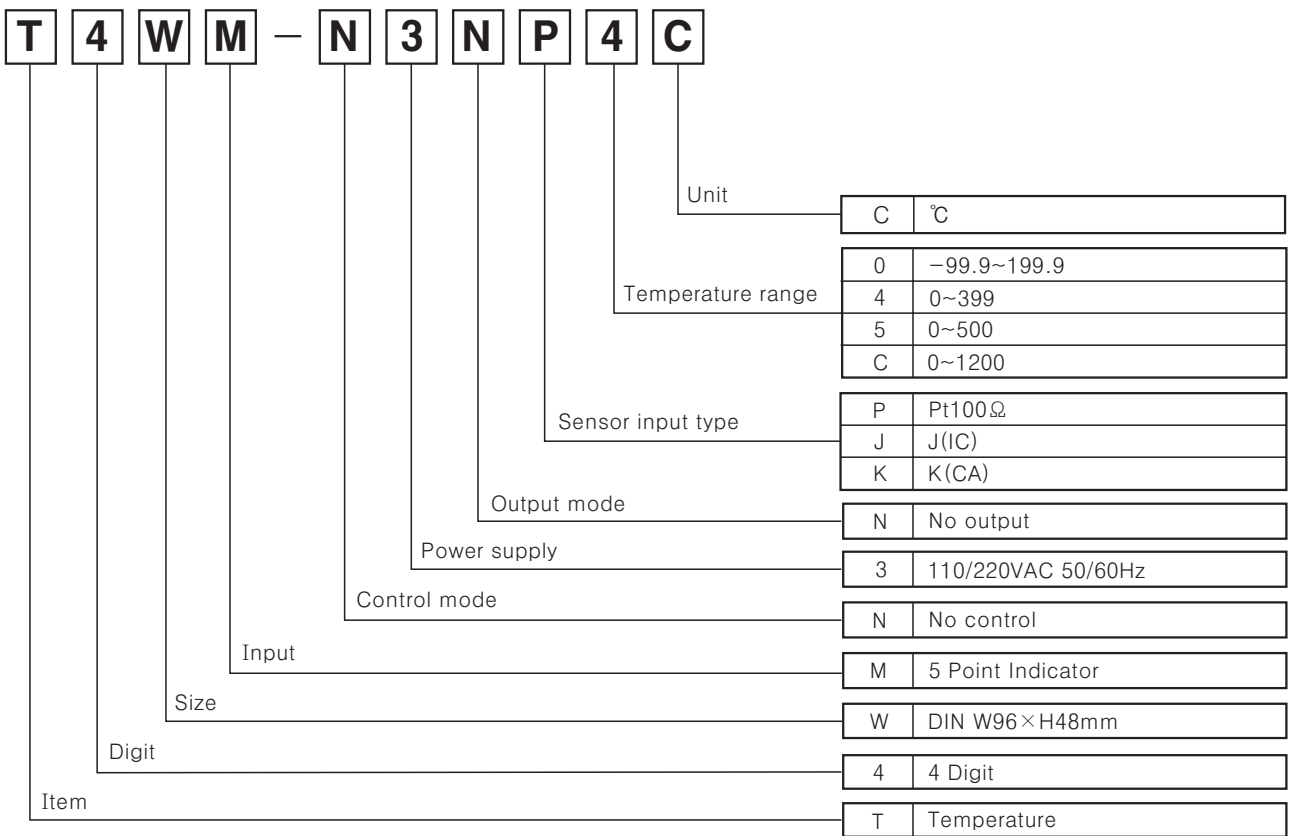 T 4 W M － N 3 N P 4 C
Unit
C ℃
Temperature range
0 −99.9~199.9
4 0~399
5 0~500
C 0~1200
Sensor input type
P Pt100Ω
J J(IC)
K K(CA)
Output mode
N No output
Power supply
3 110/220VAC 50/60Hz
Control mode
N No control
Input
M 5 Point Indicator
Size
W DIN W96×H48mm
Digit
4 4 Digit
Item
T Temperature